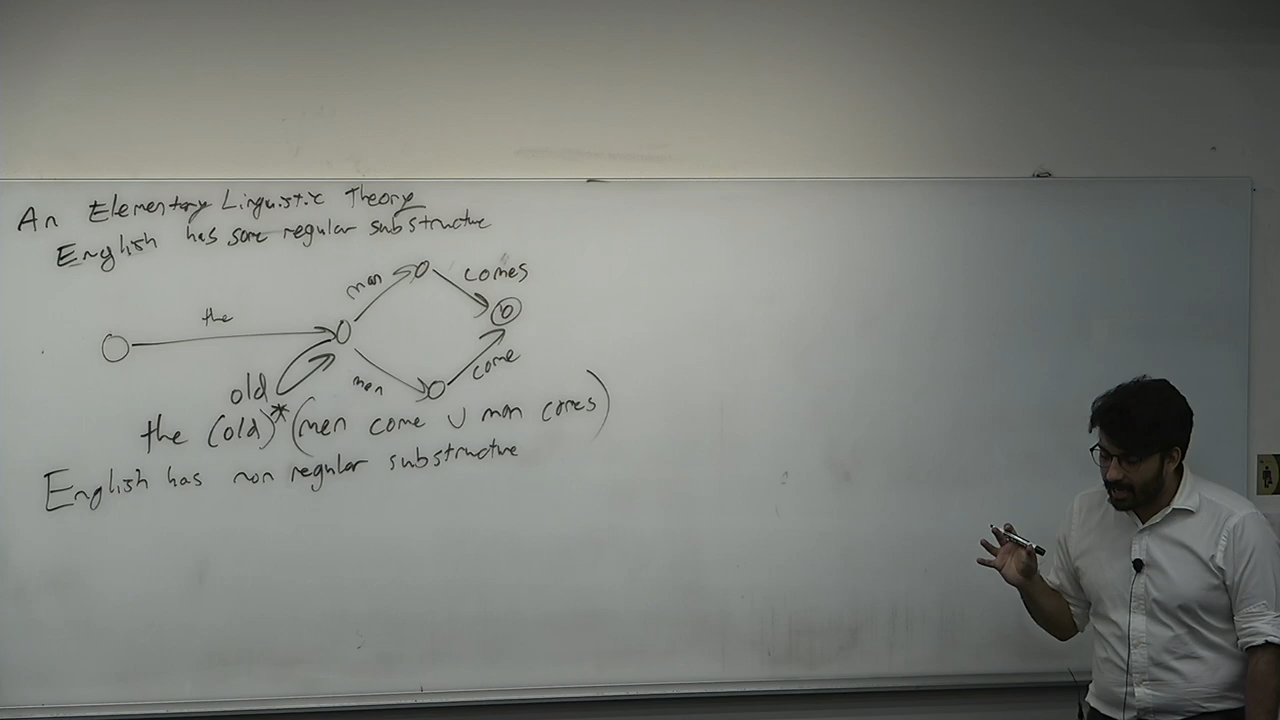 An Elementary Linguistic Theory
English has some regular substructure
man
comes
the
old
men
come
the (old)* (men come ∪ man comes)
English has non regular substructure